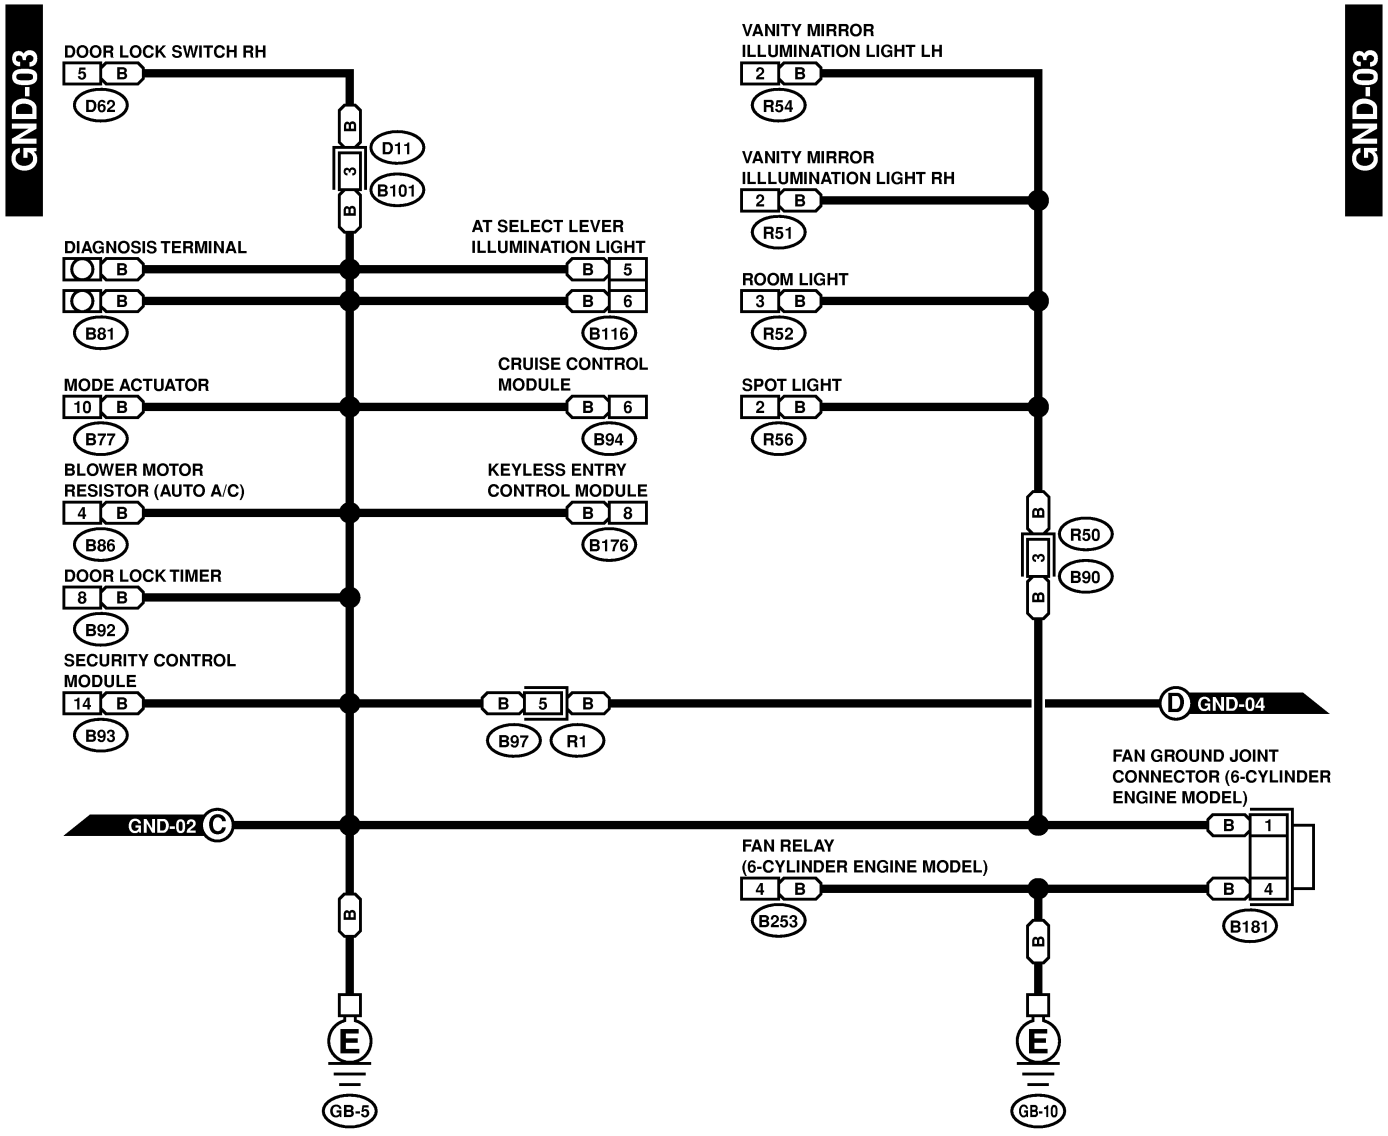 GND-03
GND-03
DOOR LOCK SWITCH RH
5 B
D62
B
3
B
D11
B101
DIAGNOSIS TERMINAL
B
B
B81
AT SELECT LEVER
ILLUMINATION LIGHT
B 5
B 6
B116
MODE ACTUATOR
10 B
B77
CRUISE CONTROL
MODULE
B 6
B94
BLOWER MOTOR
RESISTOR (AUTO A/C)
4 B
B86
KEYLESS ENTRY
CONTROL MODULE
B 8
B176
DOOR LOCK TIMER
8 B
B92
SECURITY CONTROL
MODULE
14 B
B93
B 5 B
B97 R1
D GND-04
GND-02 C
B
E
GB-5
VANITY MIRROR
ILLUMINATION LIGHT LH
2 B
R54
VANITY MIRROR
ILLLUMINATION LIGHT RH
2 B
R51
ROOM LIGHT
3 B
R52
SPOT LIGHT
2 B
R56
B
3
B
R50
B90
FAN GROUND JOINT
CONNECTOR (6-CYLINDER
ENGINE MODEL)
B 1
B 4
B181
FAN RELAY
(6-CYLINDER ENGINE MODEL)
4 B
B253
B
E
GB-10